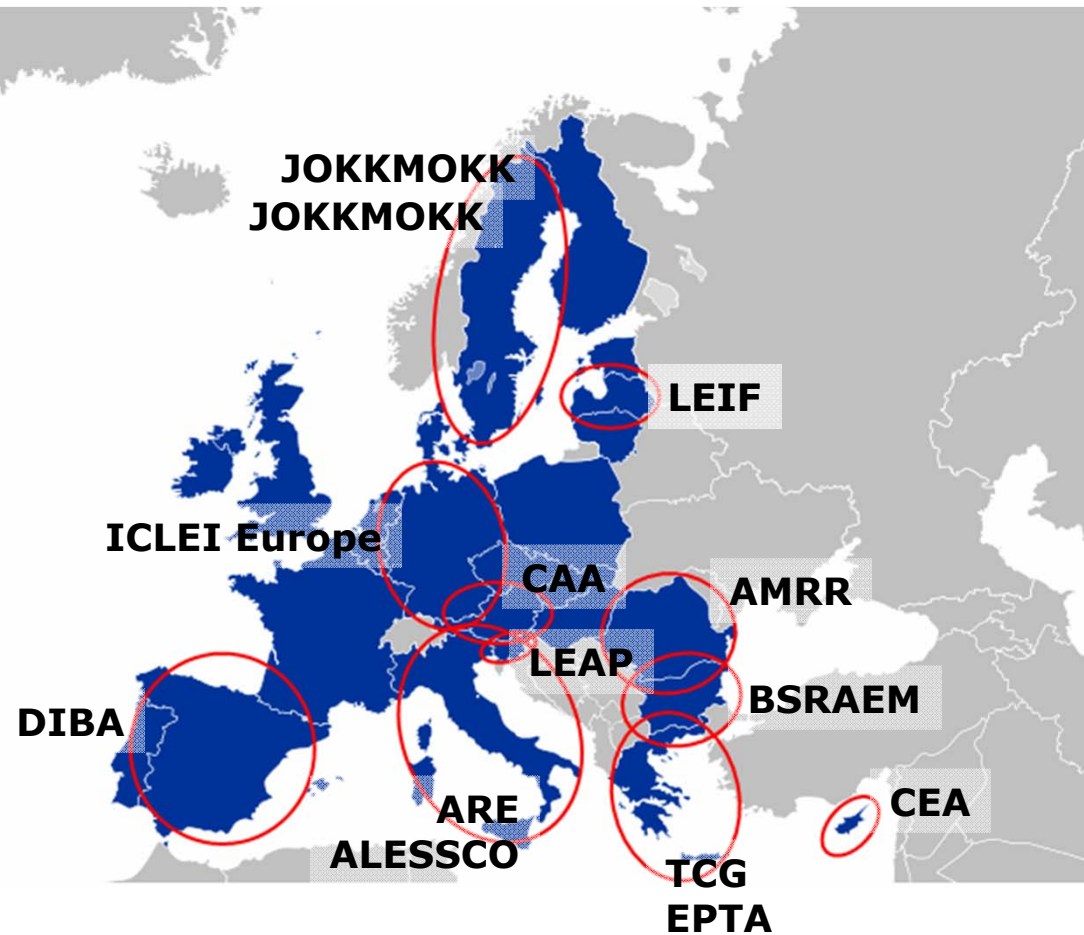 JOKKMOKK
JOKKMOKK
LEIF
ICLEI Europe
CAA
AMRR
LEAP
BSRAEM
DIBA
CEA
ARE
ALESSCO
TCG
EPTA